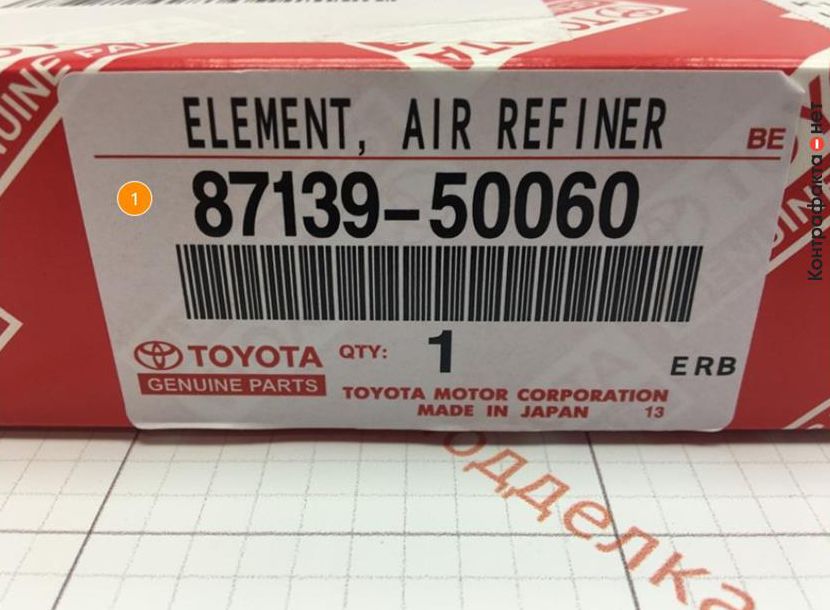 ELEMENT, AIR REFINER
BE
1
87139-50060
TOYOTA
GENUINE PARTS
QTY: 1
ERB
TOYOTA MOTOR CORPORATION
MADE IN JAPAN 13
Контрафакта нет
подделка